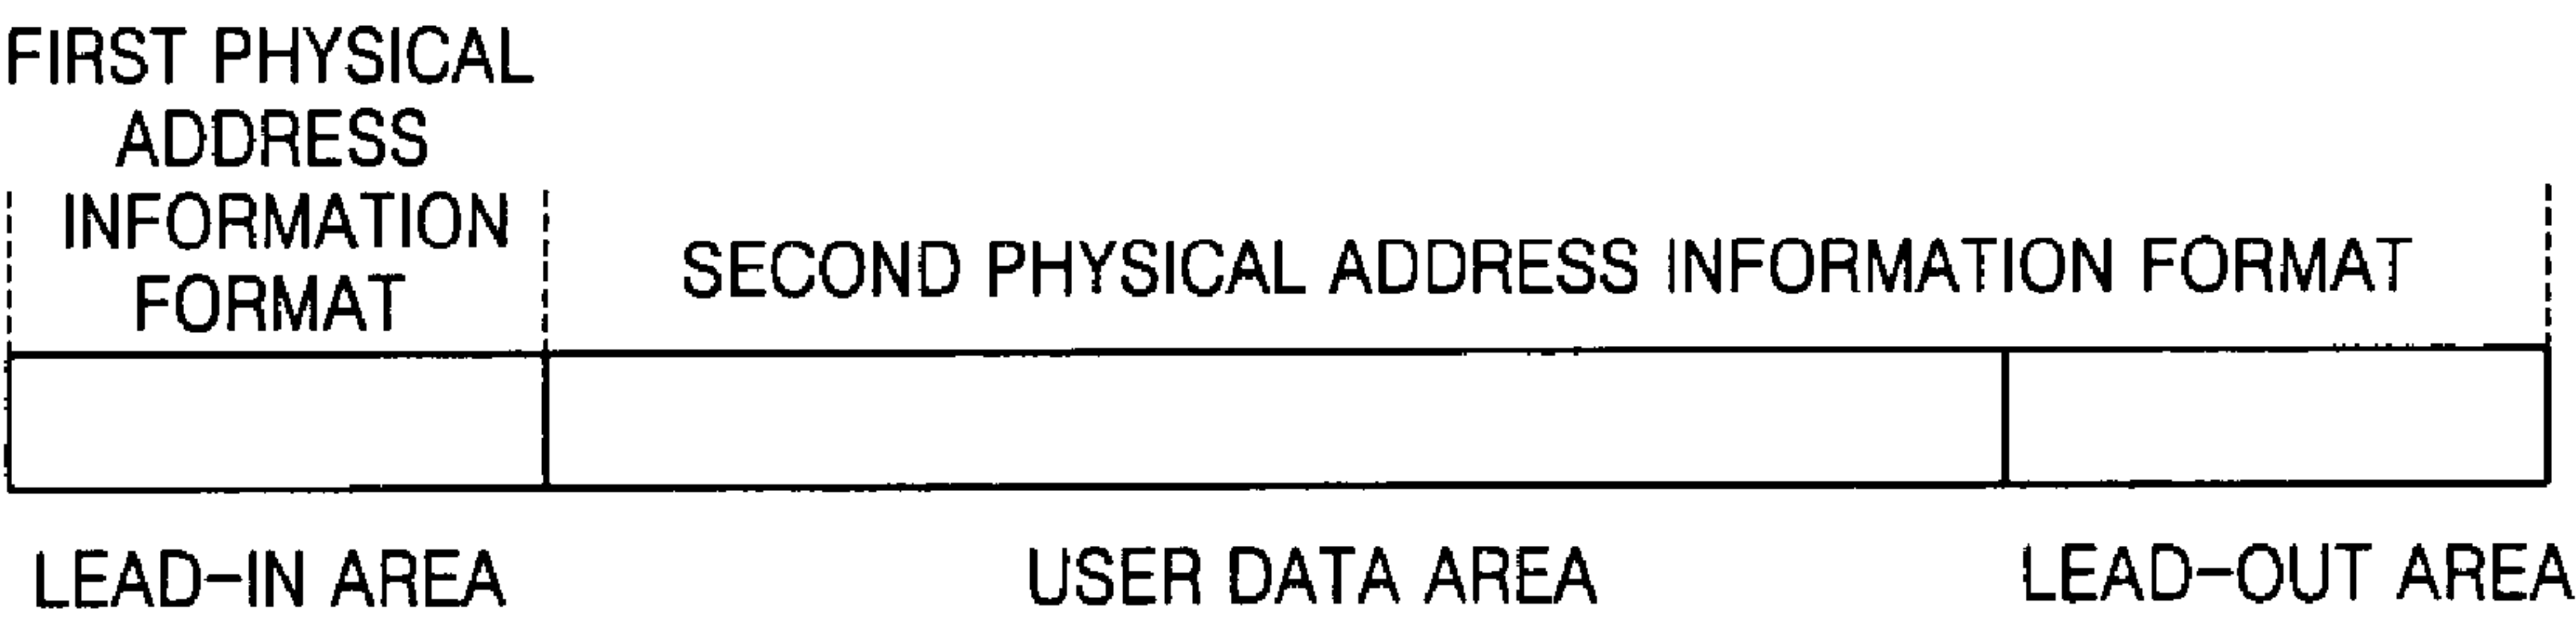 FIRST PHYSICAL
ADDRESS
INFORMATION
FORMAT
SECOND PHYSICAL ADDRESS INFORMATION FORMAT
LEAD-IN AREA
USER DATA AREA
LEAD-OUT AREA